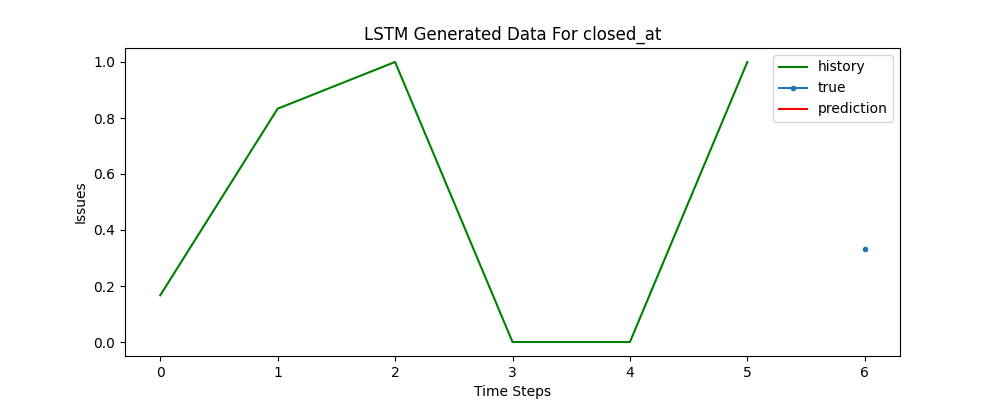 LSTM Generated Data For closed_at
1.0
0.8
0.6
0.4
0.2
0.0
Issues
history
true
prediction
0 1 2 3 4 5 6
Time Steps